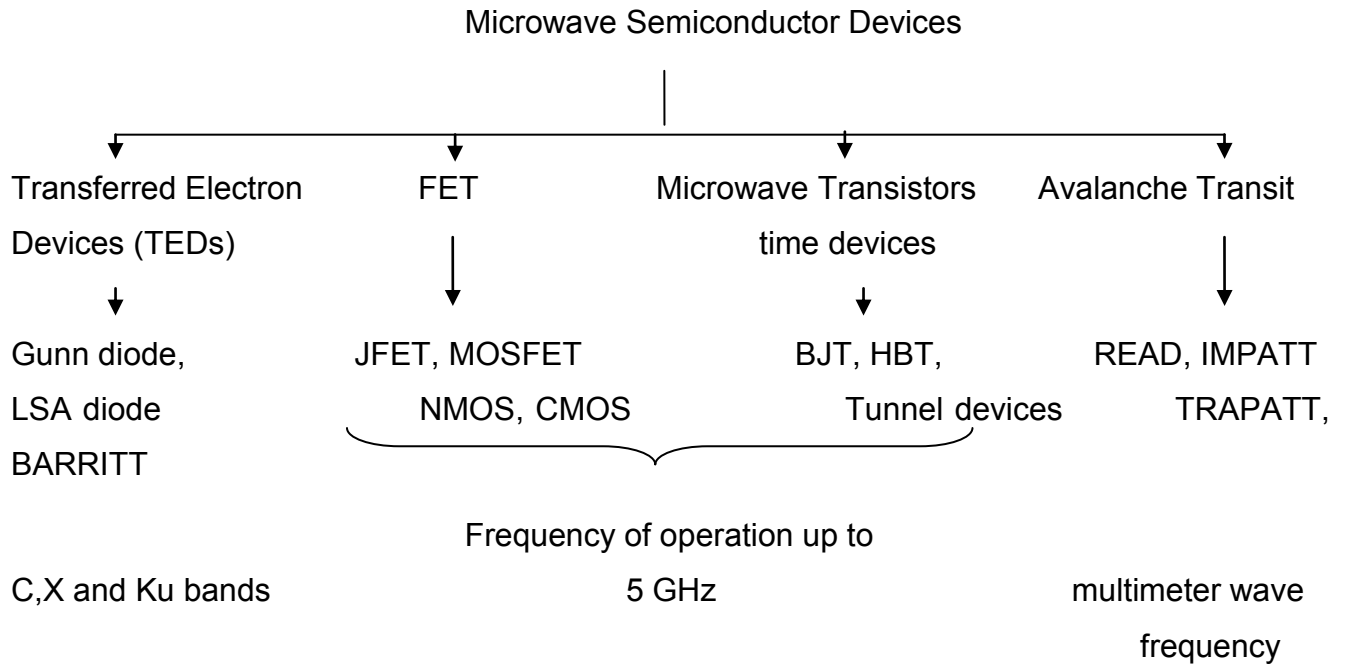 Microwave Semiconductor Devices
Transferred Electron FET Microwave Transistors Avalanche Transit
Devices (TEDs) time devices
Gunn diode, JFET, MOSFET BJT, HBT, READ, IMPATT
LSA diode NMOS, CMOS Tunnel devices TRAPATT,
BARRITT
Frequency of operation up to
C,X and Ku bands 5 GHz multimeter wave
frequency